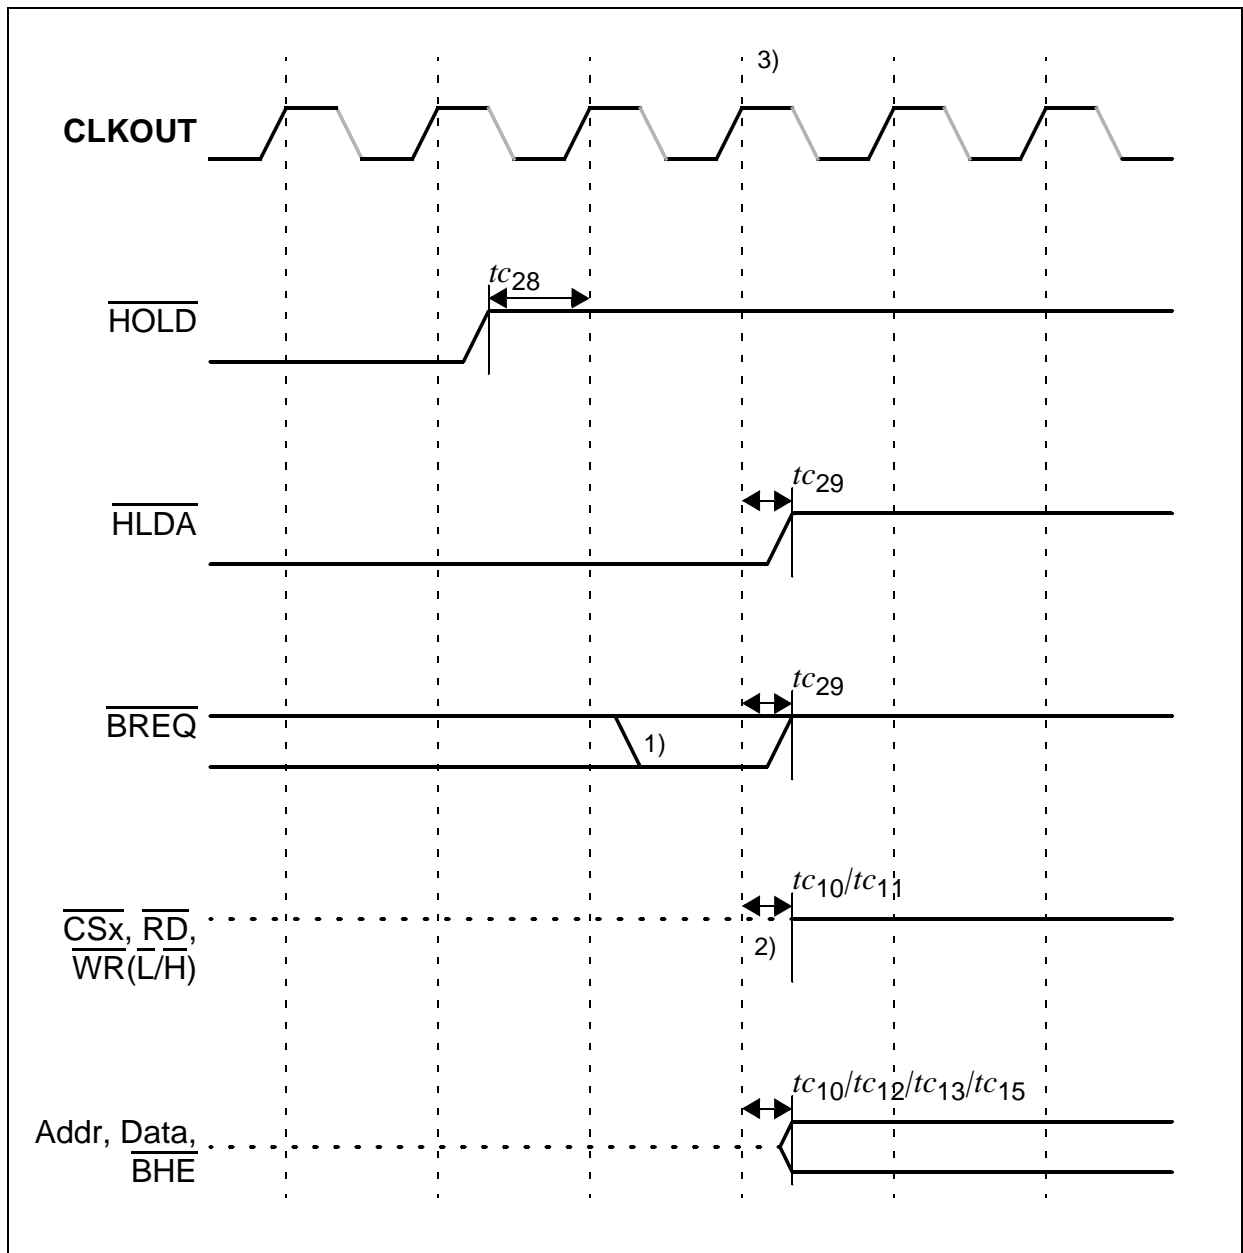 3)
CLKOUT
tc28
HOLD
tc29
HLDA
tc29
BREQ
1)
tc10/tc11
CSx, RD,
WR(L/H)
2)
tc10/tc12/tc13/tc15
Addr, Data,
BHE